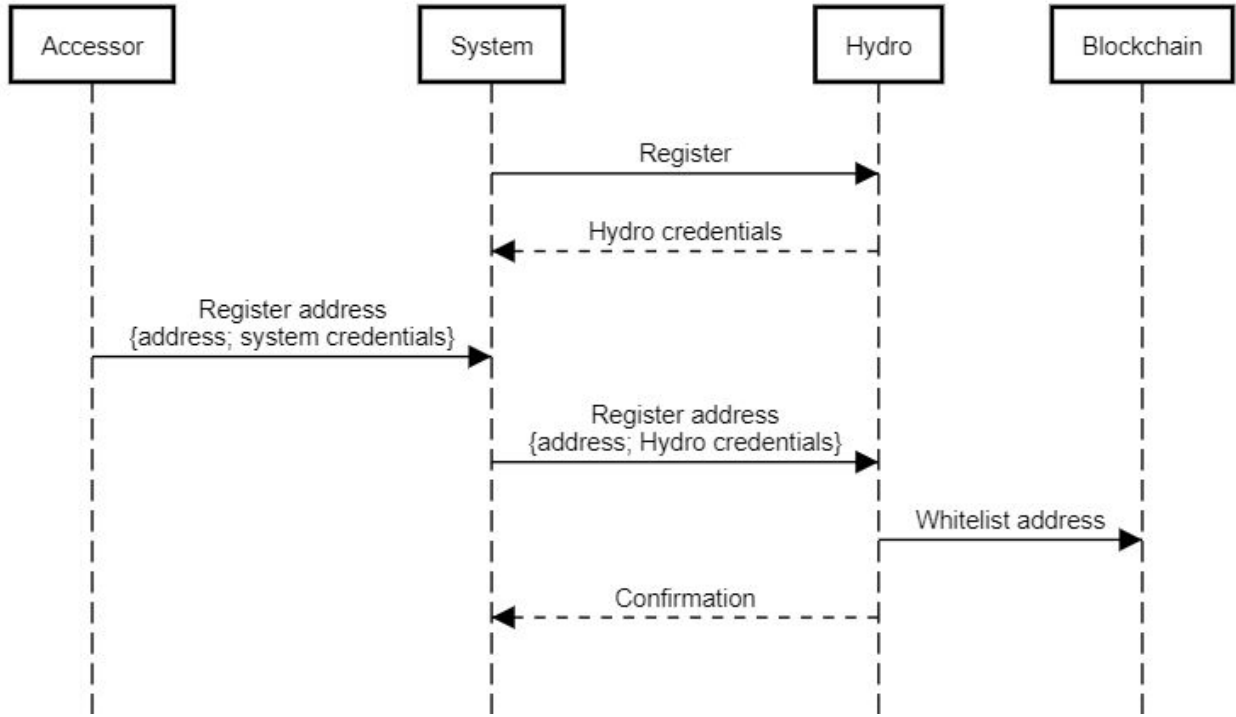 Accessor
System
Hydro
Blockchain
Register
Hydro credentials
Register address
{address; system credentials}
Register address
{address; Hydro credentials}
Whitelist address
Confirmation